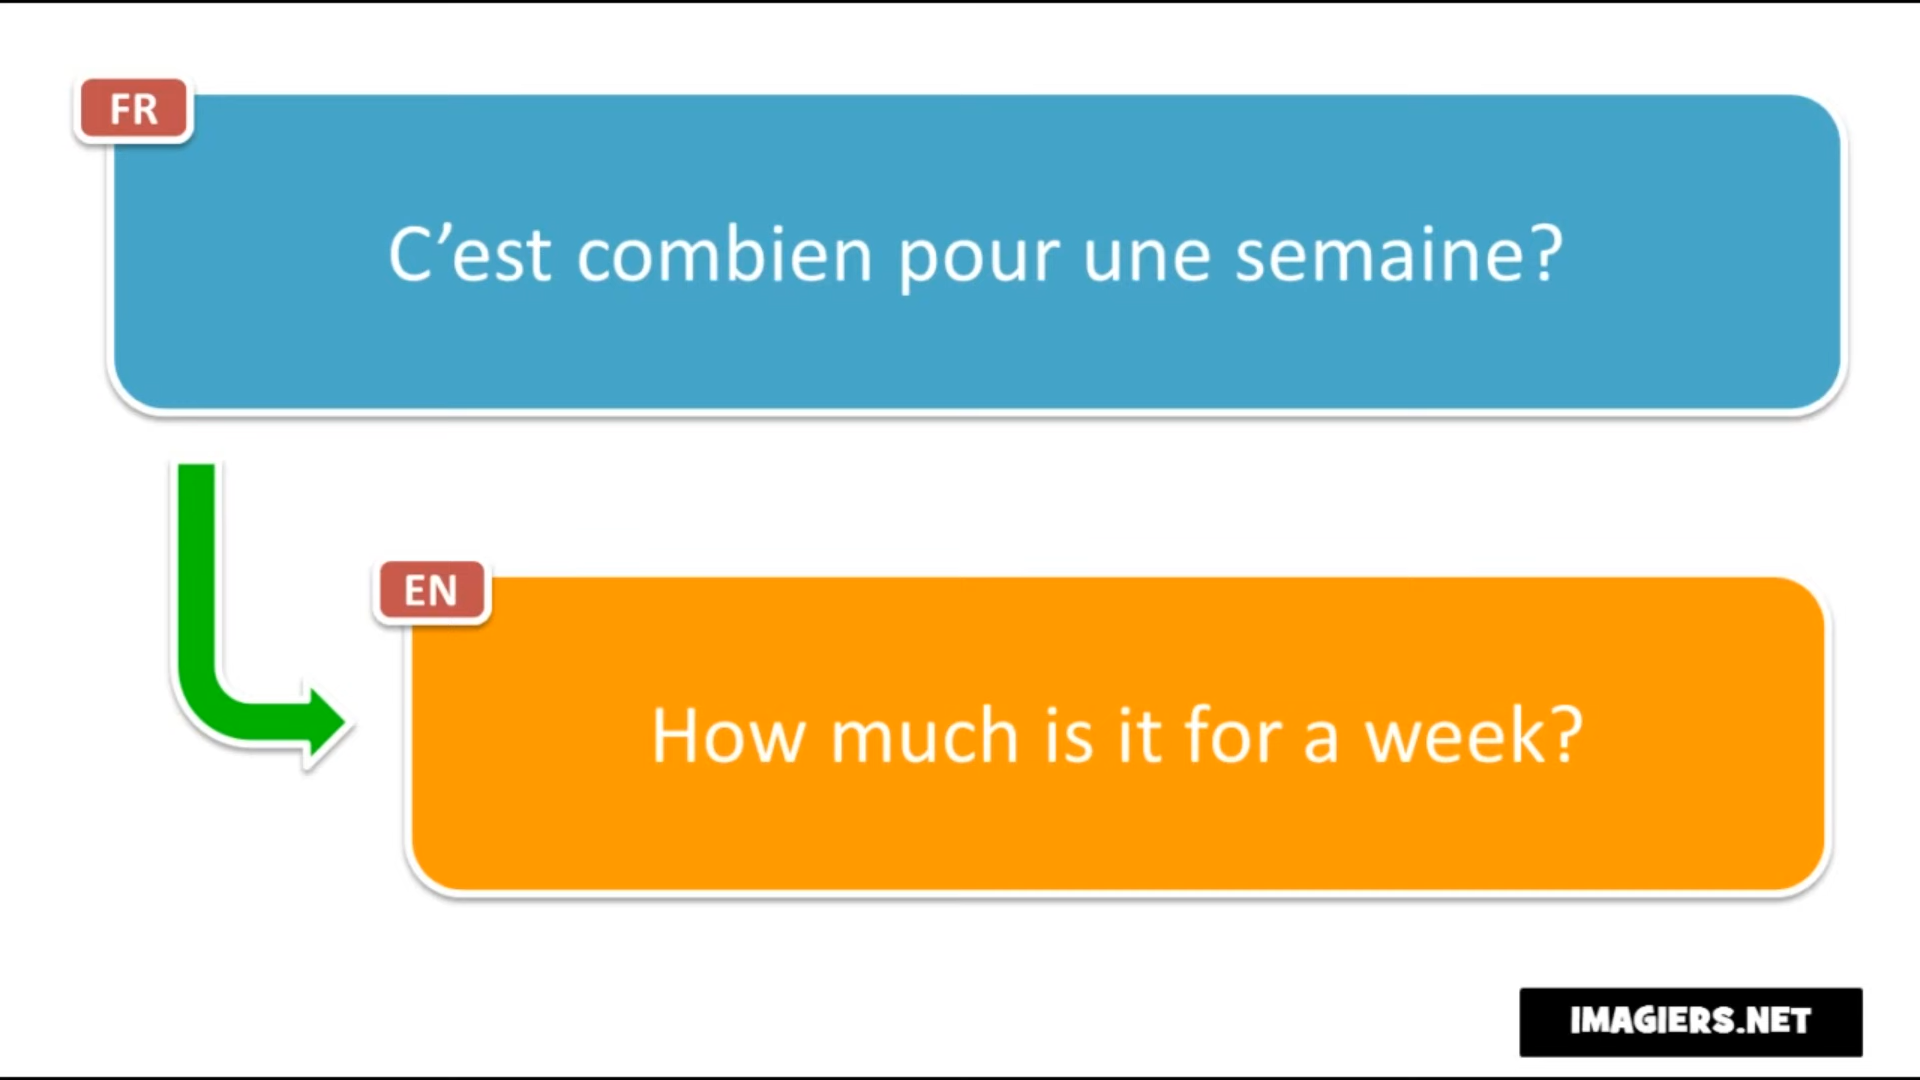 FR
C’est combien pour une semaine?
EN
How much is it for a week?
IMAGIERS.NET